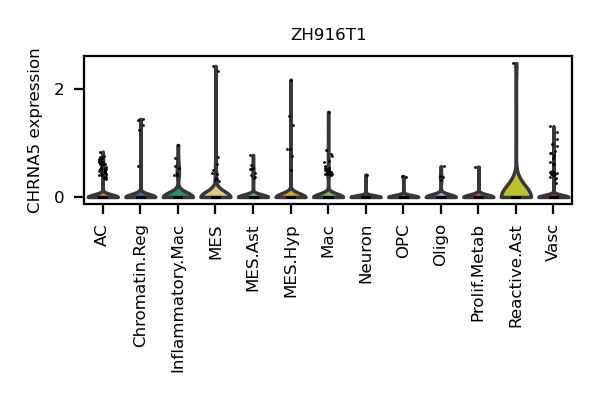 ZH916T1
CHRNA5 expression
2
0
AC
Chromatin.Reg
Inflammatory.Mac
MES
MES.Ast
MES.Hyp
Mac
Neuron
OPC
Oligo
Prolif.Metab
Reactive.Ast
Vasc